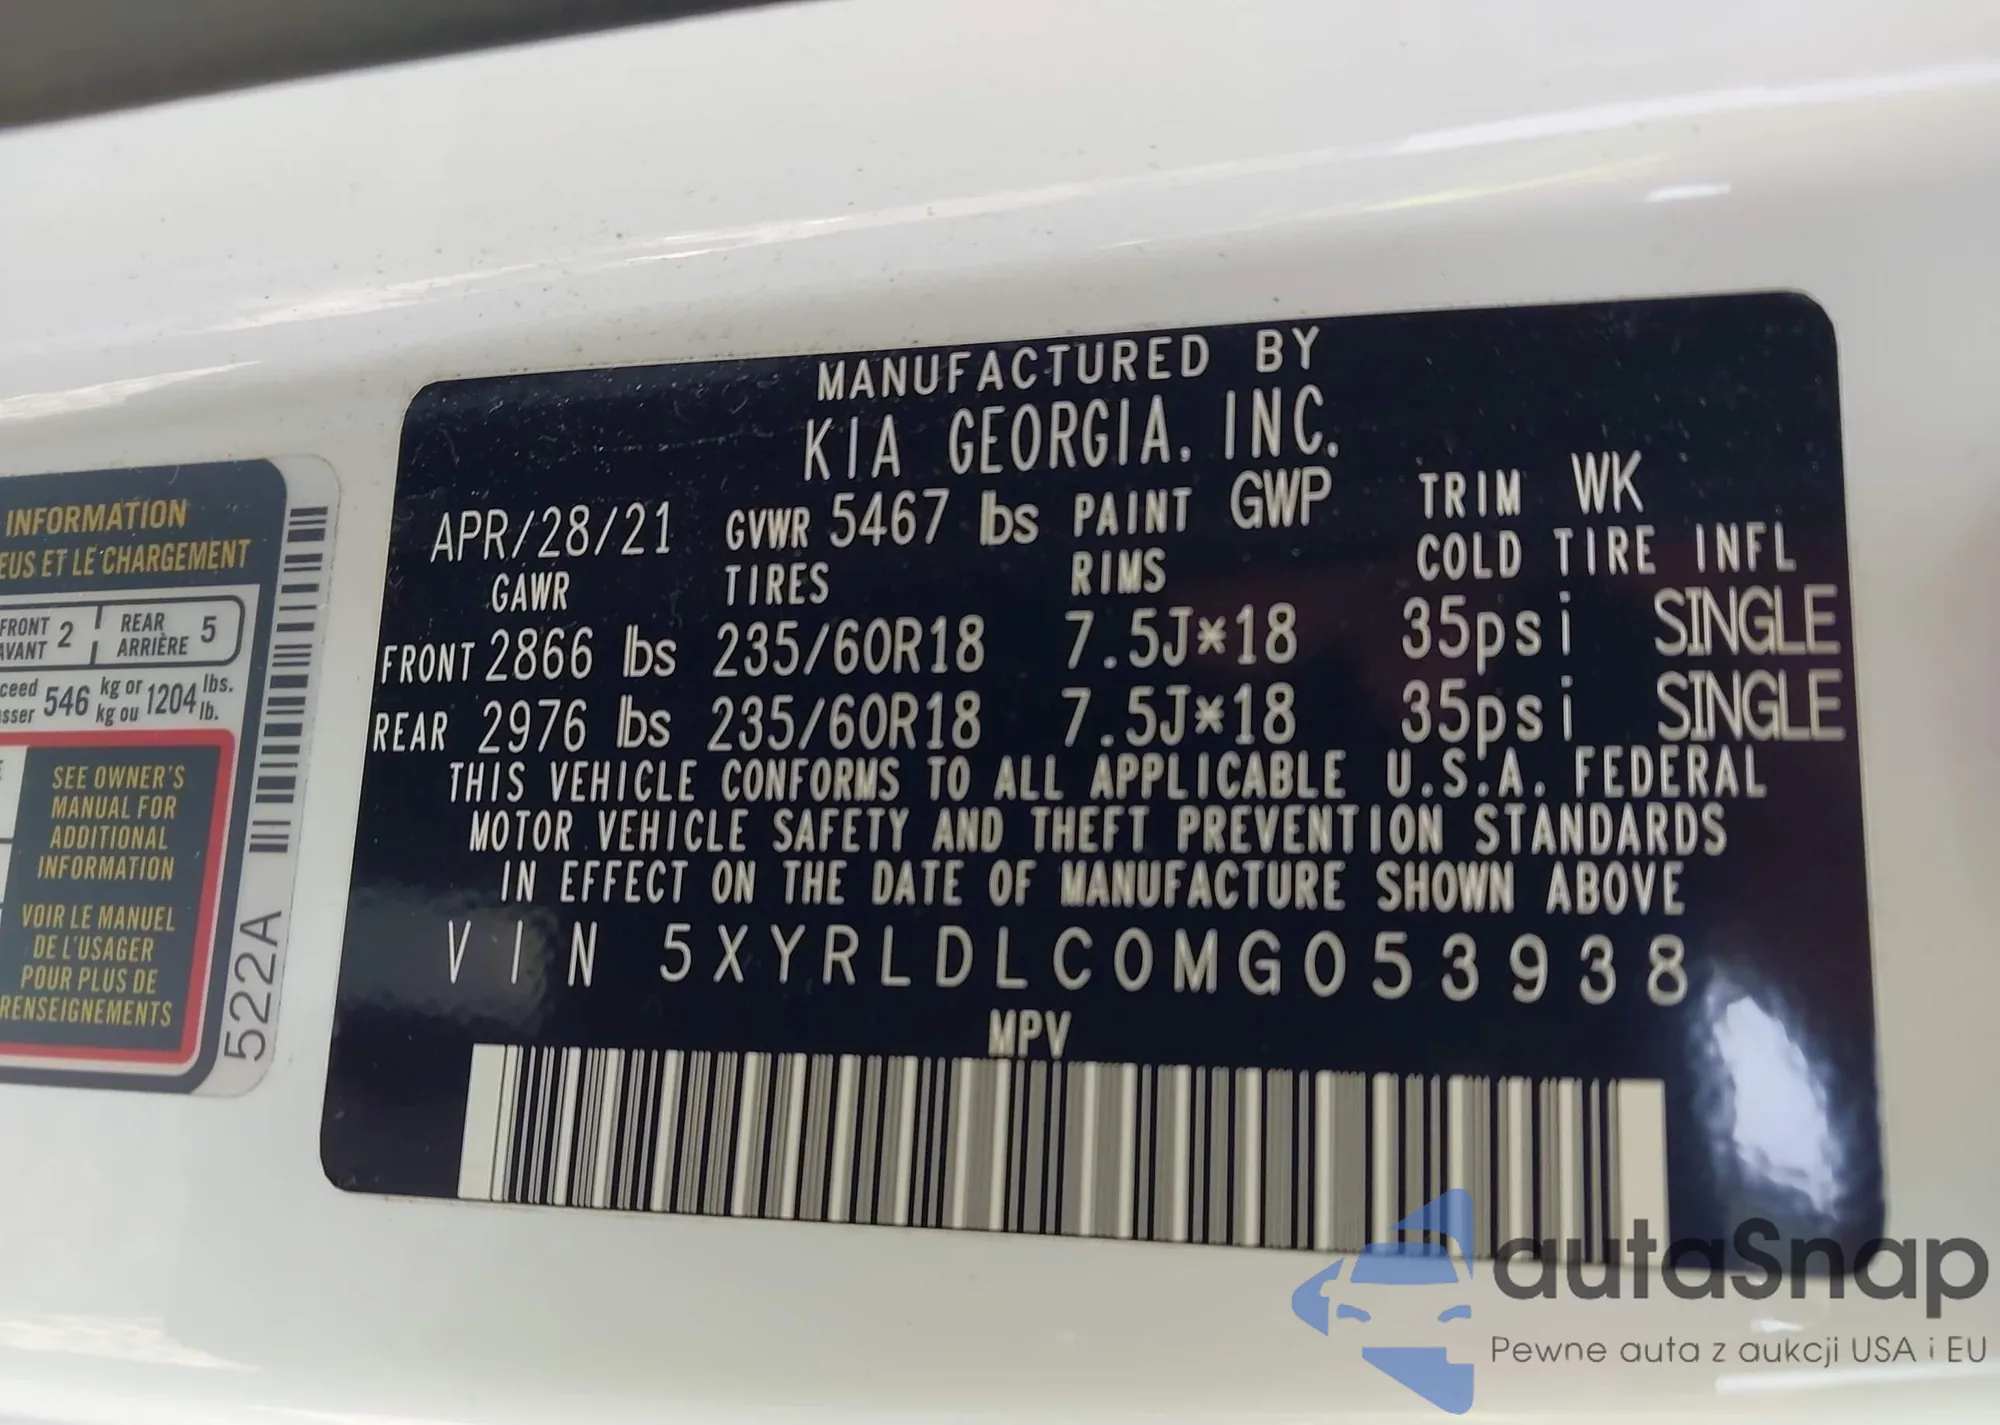 INFORMATION
EUS ET LE CHARGEMENT
FRONT 2 REAR 5
AVANT ARRIÈRE
ceed 546 kg or 1204 lbs.
sser kg ou lb.
SEE OWNER'S
MANUAL FOR
ADDITIONAL
INFORMATION
VOIR LE MANUEL
DE L'USAGER
POUR PLUS DE
RENSEIGNEMENTS
522A
MANUFACTURED BY
KIA GEORGIA, INC.
APR/28/21 GVWR 5467 lbs PAINT GWP TRIM WK
GAWR TIRES RIMS COLD TIRE INFL
FRONT 2866 lbs 235/60R18 7.5J*18 35psi SINGLE
REAR 2976 lbs 235/60R18 7.5J*18 35psi SINGLE
THIS VEHICLE CONFORMS TO ALL APPLICABLE U.S.A. FEDERAL
MOTOR VEHICLE SAFETY AND THEFT PREVENTION STANDARDS
IN EFFECT ON THE DATE OF MANUFACTURE SHOWN ABOVE
VIN 5XYRLDLC0MG053938
MPV
autaSnap
Pewne auta z aukcji USA i EU